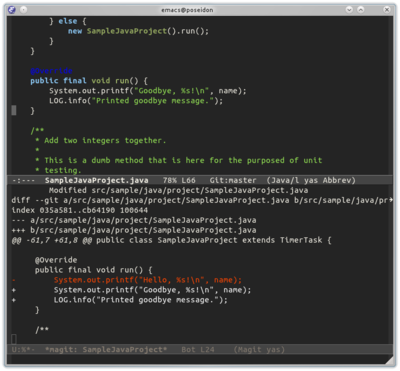 emacs@poseidon
} else {
new SampleJavaProject().run();
}
}
@Override
public final void run() {
System.out.printf("Goodbye, %s!\n", name);
LOG.info("Printed goodbye message.");
}
/**
* Add two integers together.
*
* This is a dumb method that is here for the purposed of unit
* testing.
-:--- SampleJavaProject.java 78% L66 Git:master (Java/l yas Abbrev)
Modified src/sample/java/project/SampleJavaProject.java
diff --git a/src/sample/java/project/SampleJavaProject.java b/src/sample/java/pr
index 035a581..cb64190 100644
--- a/src/sample/java/project/SampleJavaProject.java
+++ b/src/sample/java/project/SampleJavaProject.java
@@ -61,7 +61,8 @@ public class SampleJavaProject extends TimerTask {
@Override
public final void run() {
- System.out.printf("Hello, %s!\n", name);
+ System.out.printf("Goodbye, %s!\n", name);
+ LOG.info("Printed goodbye message.");
}
/**
U:%*- *magit: SampleJavaProject* Bot L24 (Magit yas)